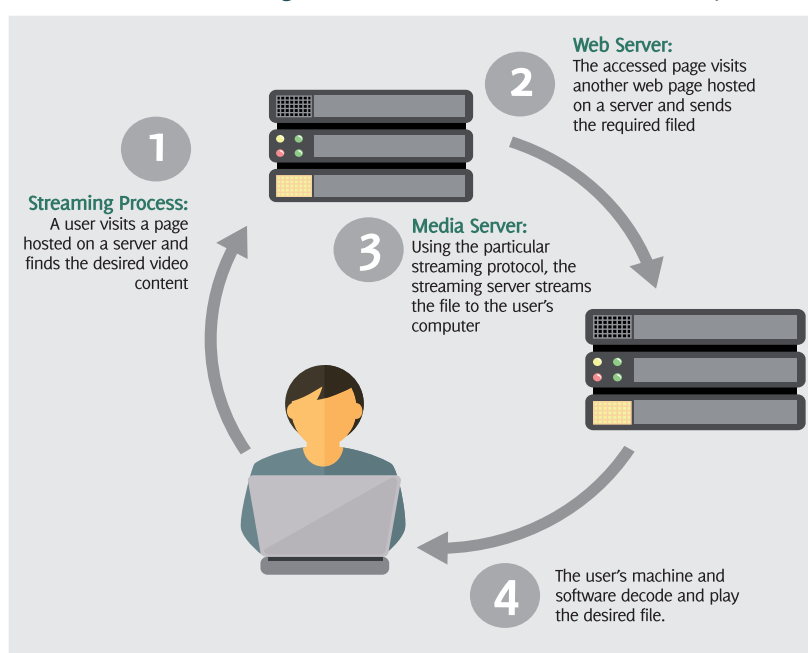 1
Streaming Process:
A user visits a page
hosted on a server and
finds the desired video
content
2
Web Server:
The accessed page visits
another web page hosted
on a server and sends
the required filed
3
Media Server:
Using the particular
streaming protocol, the
streaming server streams
the file to the user's
computer
4
The user's machine and
software decode and play
the desired file.